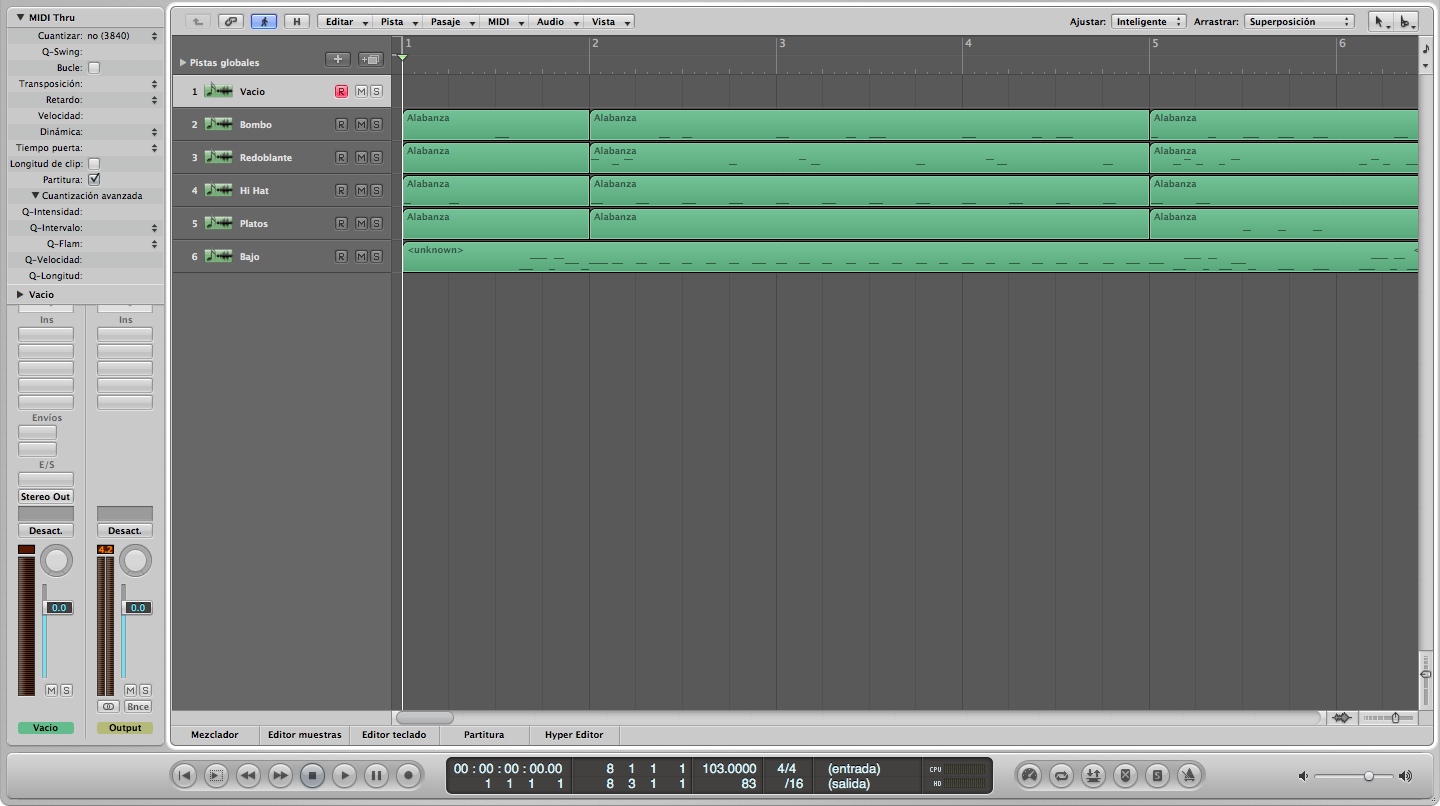 MIDI Thru
Cuantizar: no (3840)
Q-Swing:
Bucle:
Transposición:
Retardo:
Velocidad:
Dinámica:
Tiempo puerta:
Longitud de clip:
Partitura:
Cuantización avanzada
Q-Intensidad:
Q-Intervalo:
Q-Flam:
Q-Velocidad:
Q-Longitud:
Vacio
Ins Ins
Envíos
E/S
Stereo Out
Desact. Desact.
4.2
0.0 0.0
M S M S
Bnce
Vacio Output
H Editar Pista Pasaje MIDI Audio Vista Ajustar: Inteligente Arrastrar: Superposición
Pistas globales
1 2 3 4 5 6
1 Vacio R M S
2 Bombo R M S Alabanza Alabanza Alabanza
3 Redoblante R M S Alabanza Alabanza Alabanza
4 Hi Hat R M S Alabanza Alabanza Alabanza
5 Platos R M S Alabanza Alabanza Alabanza
6 Bajo R M S <unknown> <
Mezclador Editor muestras Editor teclado Partitura Hyper Editor
00 : 00 : 00 : 00.00 8 1 1 1 103.0000 4/4 (entrada) CPU
1 1 1 1 8 3 1 1 83 /16 (salida) HD
S